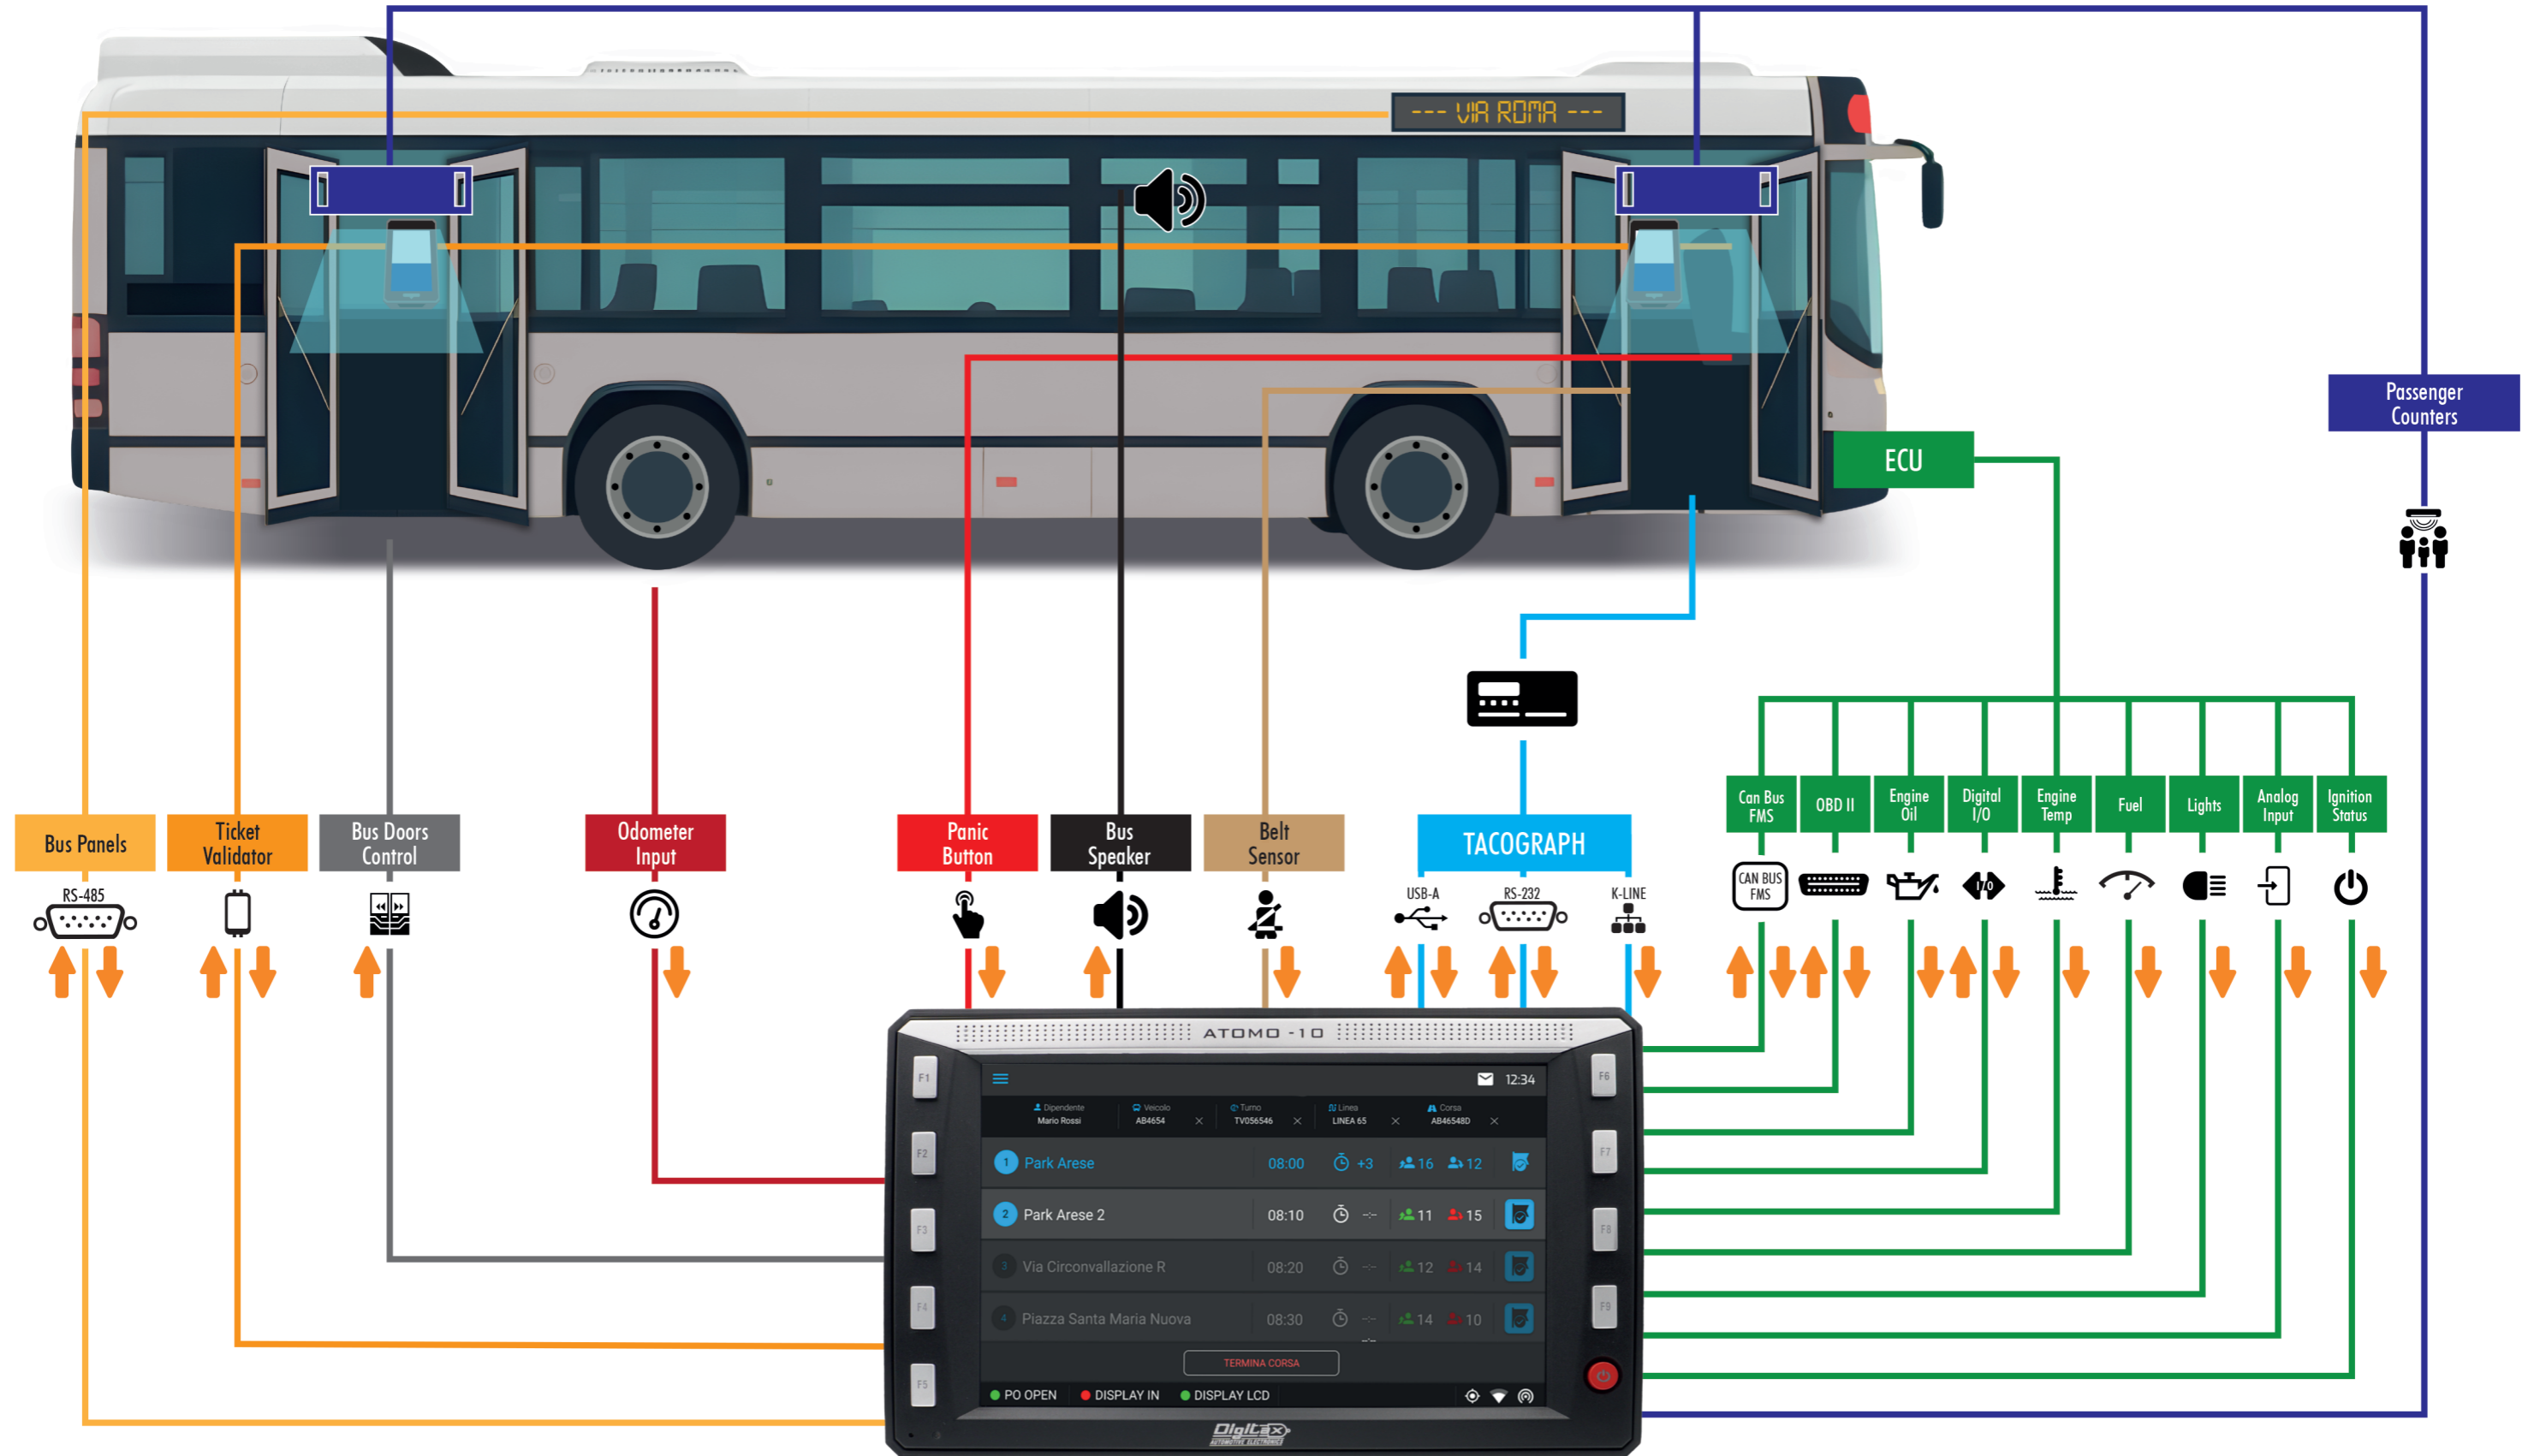 --- VIA ROMA ---
Passenger
Counters
ECU
Bus Panels
Ticket
Validator
Bus Doors
Control
Odometer
Input
Panic
Button
Bus
Speaker
Belt
Sensor
TACOGRAPH
Can Bus
FMS
OBD II
Engine
Oil
Digital
I/O
Engine
Temp
Fuel
Lights
Analog
Input
Ignition
Status
RS-485
USB-A
RS-232
K-LINE
CAN BUS
FMS
I/O
ATOMO -10
F1
F2
F3
F4
F5
F6
F7
F8
F9
12:34
Dipendente
Mario Rossi
Veicolo
AB4654
Turno
TV056546
Linea
LINEA 65
Corsa
AB46548D
1 Park Arese 08:00 +3 16 12
2 Park Arese 2 08:10 --:-- 11 15
3 Via Circonvallazione R 08:20 --:-- 12 14
4 Piazza Santa Maria Nuova 08:30 --:-- 14 10
--:--
TERMINA CORSA
PO OPEN DISPLAY IN DISPLAY LCD
Digitax
AUTOMOTIVE ELECTRONICS